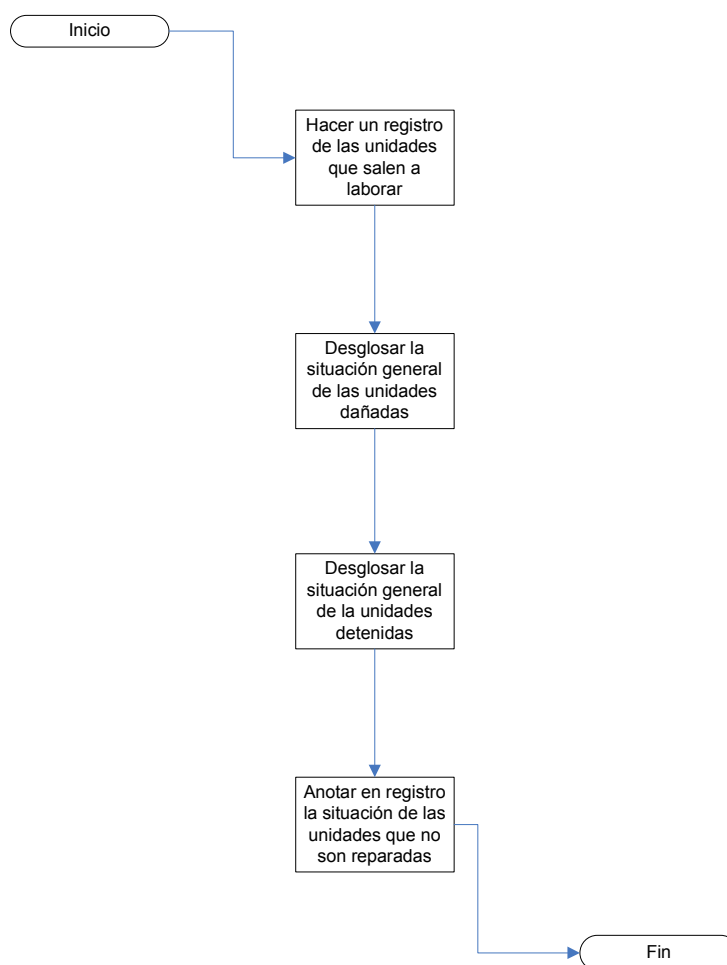 Inicio
Hacer un registro
de las unidades
que salen a
laborar
Desglosar la
situación general
de las unidades
dañadas
Desglosar la
situación general
de la unidades
detenidas
Anotar en registro
la situación de las
unidades que no
son reparadas
Fin